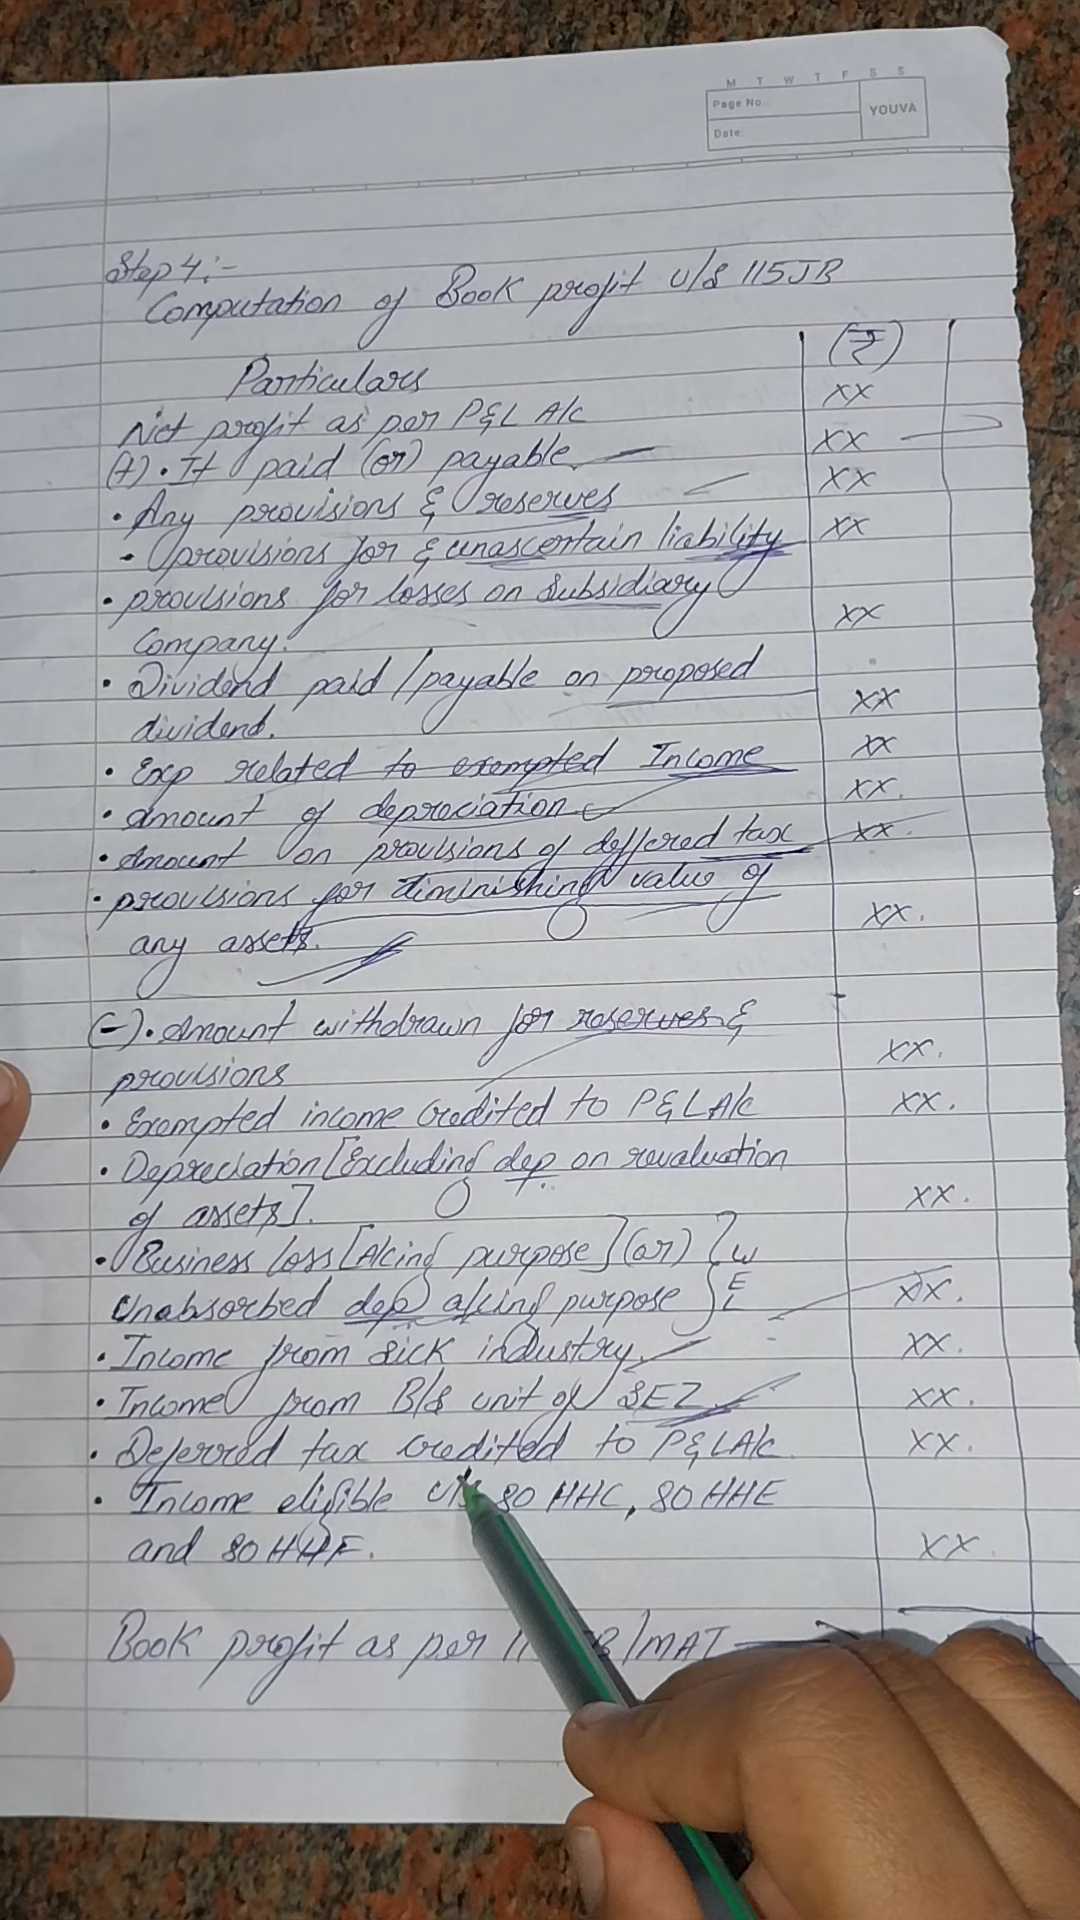 M T W T F S S
Page No.
YOUVA
Date:
Step 4:-
Computation of Book profit u/s 115JB
Particulars (₹)
Net profit as per P&L A/c xx
(+). It paid (or) payable xx
. Any provisions & reserves xx
- provisions for & unascertain liability xx
. provisions for losses on subsidiary
Company. xx
. Dividend paid/payable on proposed
dividend. xx
. Exp related to exempted Income xx
. Amount of depreciation xx.
. Amount on provisions of deffered tax xx.
. provisions for diminishing value of
any assets. xx.
(-). Amount withdrawn for reserves &
provisions xx.
. Exempted income credited to P&L A/c xx.
. Depreciation [Excluding dep on revaluation
of assets]. xx.
. Business loss [A/cing purpose] (or)
Unabsorbed dep a/cing purpose } W E L xx.
. Income from sick industry. xx.
. Income from B/s unit of SEZ xx.
. Deferred tax credited to P&L A/c xx.
. Income eligible u/s 80 HHC, 80 HHE
and 80 HHF. xx.
Book profit as per /MAT